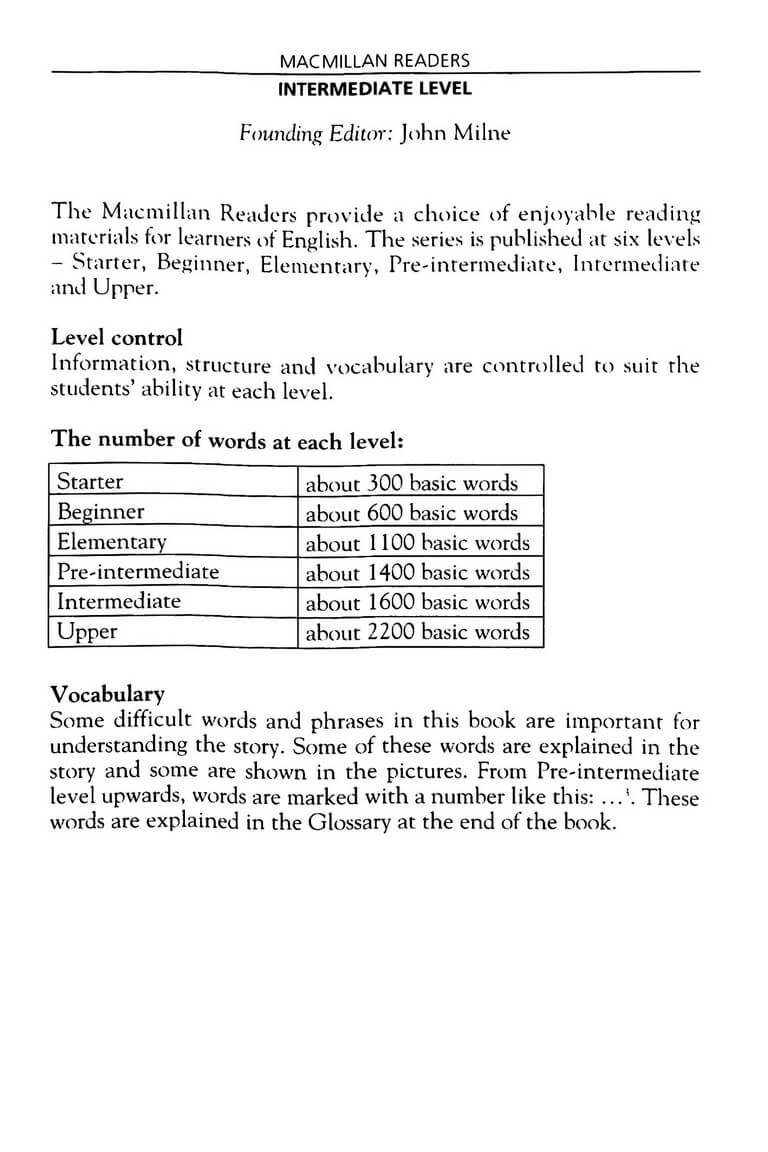 MACMILLAN READERS
INTERMEDIATE LEVEL
Founding Editor: John Milne
The Macmillan Readers provide a choice of enjoyable reading
materials for learners of English. The series is published at six levels
– Starter, Beginner, Elementary, Pre-intermediate, Intermediate
and Upper.
Level control
Information, structure and vocabulary are controlled to suit the
students' ability at each level.
The number of words at each level:
Starter about 300 basic words
Beginner about 600 basic words
Elementary about 1100 basic words
Pre-intermediate about 1400 basic words
Intermediate about 1600 basic words
Upper about 2200 basic words
Vocabulary
Some difficult words and phrases in this book are important for
understanding the story. Some of these words are explained in the
story and some are shown in the pictures. From Pre-intermediate
level upwards, words are marked with a number like this: ...¹. These
words are explained in the Glossary at the end of the book.